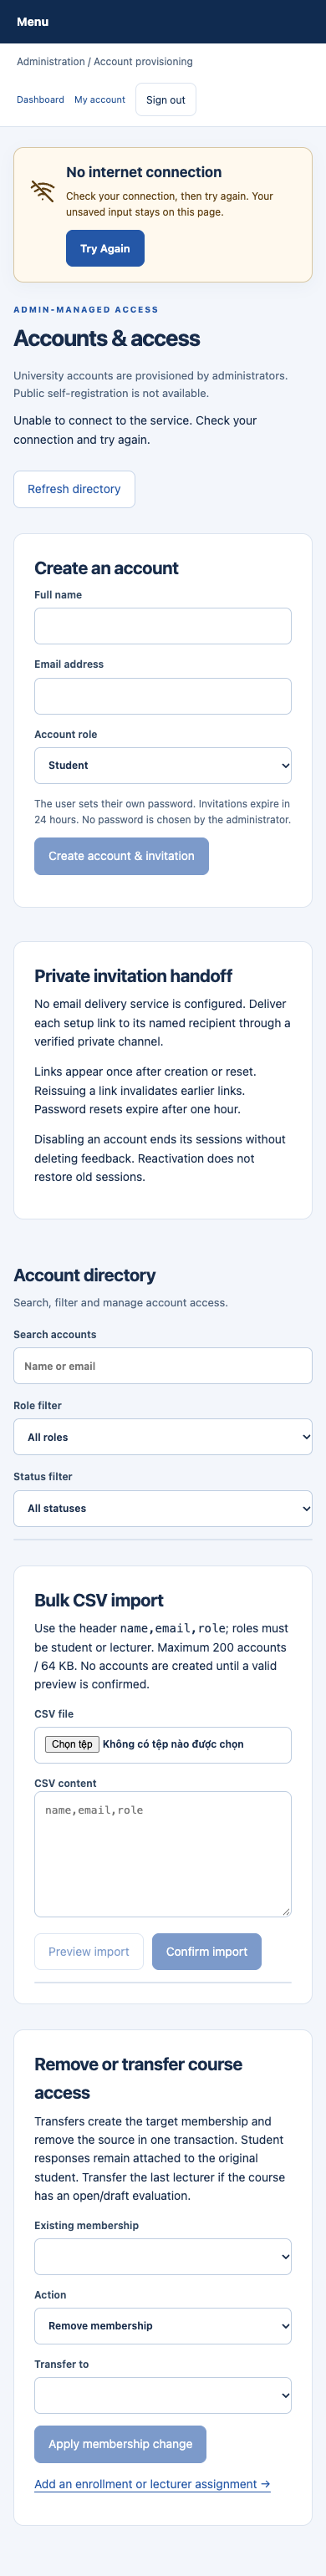 Menu
Administration / Account provisioning
Dashboard My account Sign out
No internet connection
Check your connection, then try again. Your
unsaved input stays on this page.
Try Again
ADMIN-MANAGED ACCESS
Accounts & access
University accounts are provisioned by administrators.
Public self-registration is not available.
Unable to connect to the service. Check your
connection and try again.
Refresh directory
Create an account
Full name
Email address
Account role
Student
The user sets their own password. Invitations expire in
24 hours. No password is chosen by the administrator.
Create account & invitation
Private invitation handoff
No email delivery service is configured. Deliver
each setup link to its named recipient through a
verified private channel.
Links appear once after creation or reset.
Reissuing a link invalidates earlier links.
Password resets expire after one hour.
Disabling an account ends its sessions without
deleting feedback. Reactivation does not
restore old sessions.
Account directory
Search, filter and manage account access.
Search accounts
Name or email
Role filter
All roles
Status filter
All statuses
Bulk CSV import
Use the header name,email,role; roles must
be student or lecturer. Maximum 200 accounts
/ 64 KB. No accounts are created until a valid
preview is confirmed.
CSV file
Chọn tệp Không có tệp nào được chọn
CSV content
name,email,role
Preview import Confirm import
Remove or transfer course
access
Transfers create the target membership and
remove the source in one transaction. Student
responses remain attached to the original
student. Transfer the last lecturer if the course
has an open/draft evaluation.
Existing membership
Action
Remove membership
Transfer to
Apply membership change
Add an enrollment or lecturer assignment →